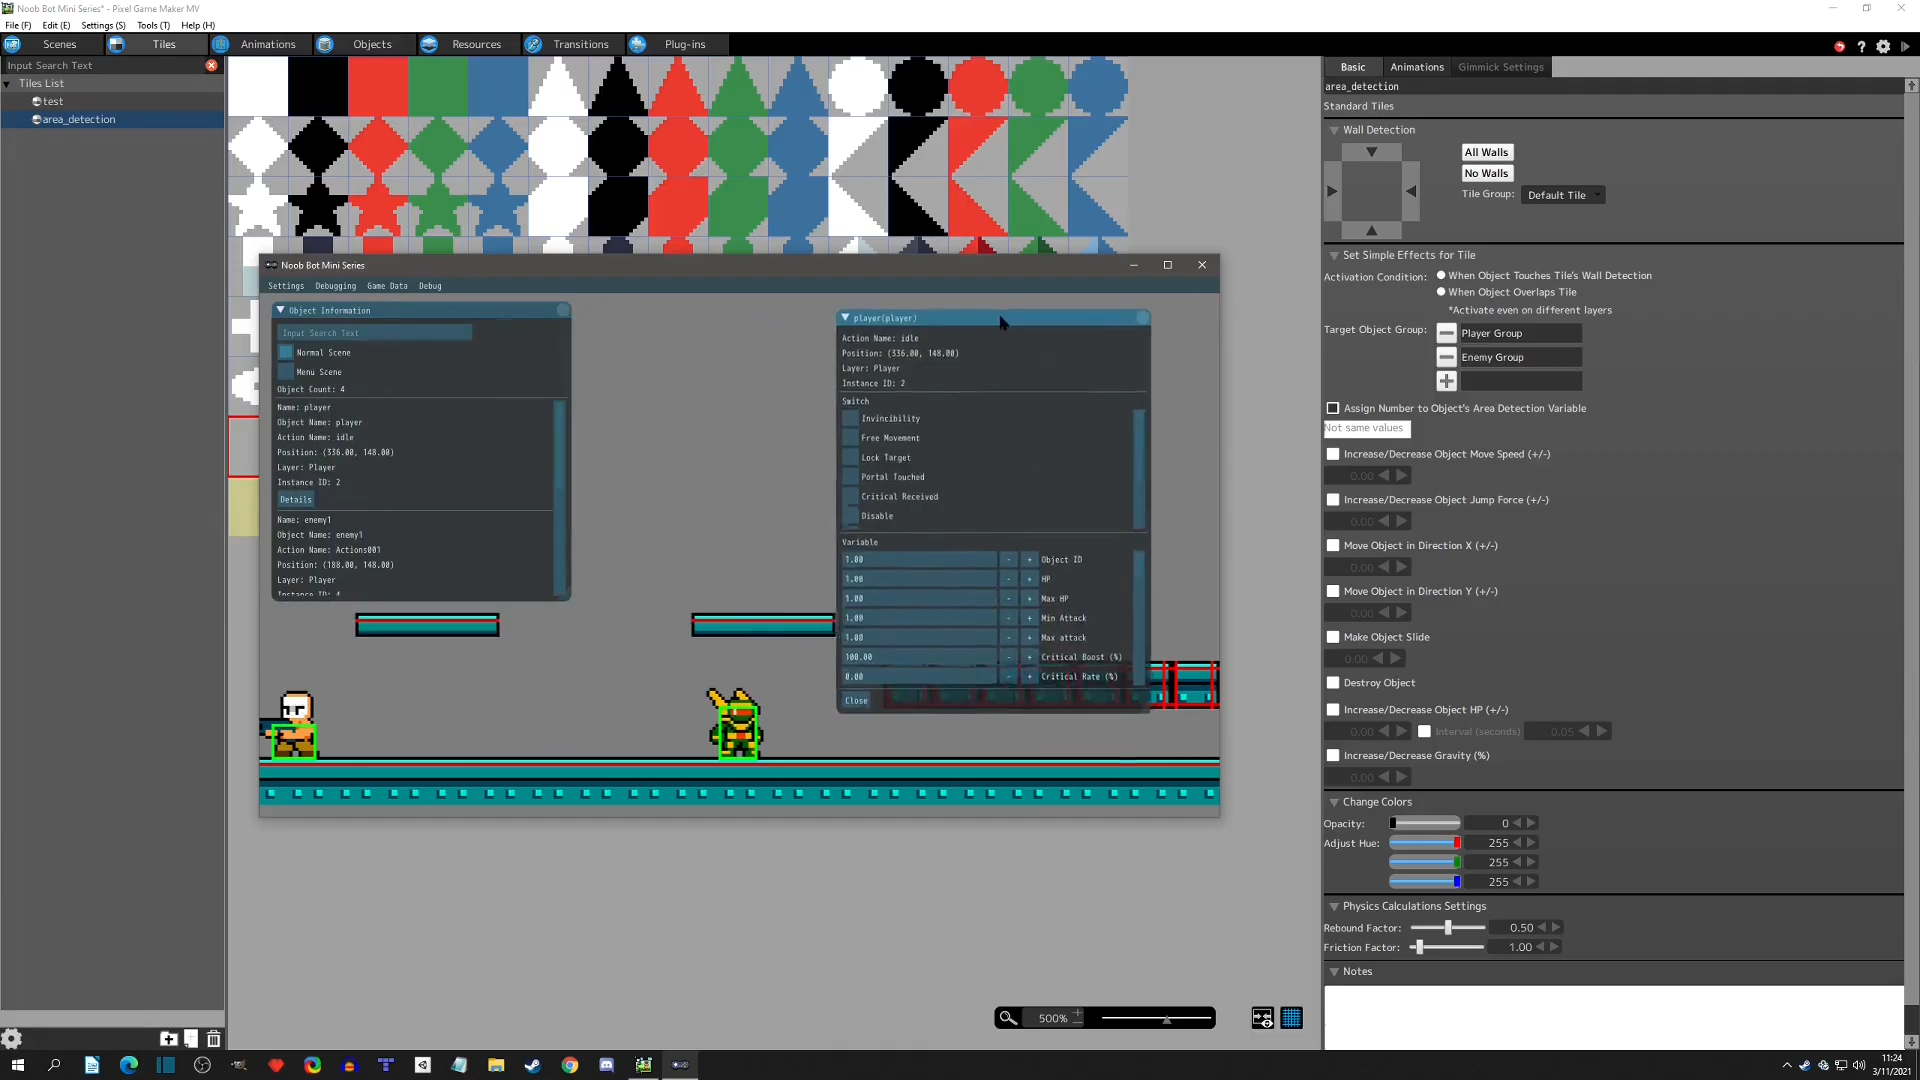 Noob Bot Mini Series* - Pixel Game Maker MV
File (F) Edit (E) Settings (S) Tools (T) Help (H)
Scenes Tiles Animations Objects Resources Transitions Plug-ins
Input Search Text
Tiles List
test
area_detection
Noob Bot Mini Series
Settings Debugging Game Data Debug
Object Information
Input Search Text
Normal Scene
Menu Scene
Object Count: 4
Name: player
Object Name: player
Action Name: idle
Position: (336.00, 148.00)
Layer: Player
Instance ID: 2
Details
Name: enemy1
Object Name: enemy1
Action Name: Actions001
Position: (188.00, 148.00)
Layer: Player
Instance ID: 4
player(player)
Action Name: idle
Position: (336.00, 148.00)
Layer: Player
Instance ID: 2
Switch
Invincibility
Free Movement
Lock Target
Portal Touched
Critical Received
Disable
Variable
1.00 - + Object ID
1.00 - + HP
1.00 - + Max HP
1.00 - + Min Attack
1.00 - + Max attack
100.00 - + Critical Boost (%)
0.00 - + Critical Rate (%)
Close
500%
Basic Animations Gimmick Settings
area_detection
Standard Tiles
Wall Detection
All Walls
No Walls
Tile Group: Default Tile
Set Simple Effects for Tile
Activation Condition: When Object Touches Tile's Wall Detection
When Object Overlaps Tile
*Activate even on different layers
Target Object Group: Player Group
Enemy Group
Assign Number to Object's Area Detection Variable
Not same values
Increase/Decrease Object Move Speed (+/-)
0.00
Increase/Decrease Object Jump Force (+/-)
0.00
Move Object in Direction X (+/-)
0.00
Move Object in Direction Y (+/-)
0.00
Make Object Slide
0.00
Destroy Object
Increase/Decrease Object HP (+/-)
0.00 Interval (seconds) 0.05
Increase/Decrease Gravity (%)
0.00
Change Colors
Opacity: 0
Adjust Hue: 255
255
255
Physics Calculations Settings
Rebound Factor: 0.50
Friction Factor: 1.00
Notes
11:24
3/11/2021